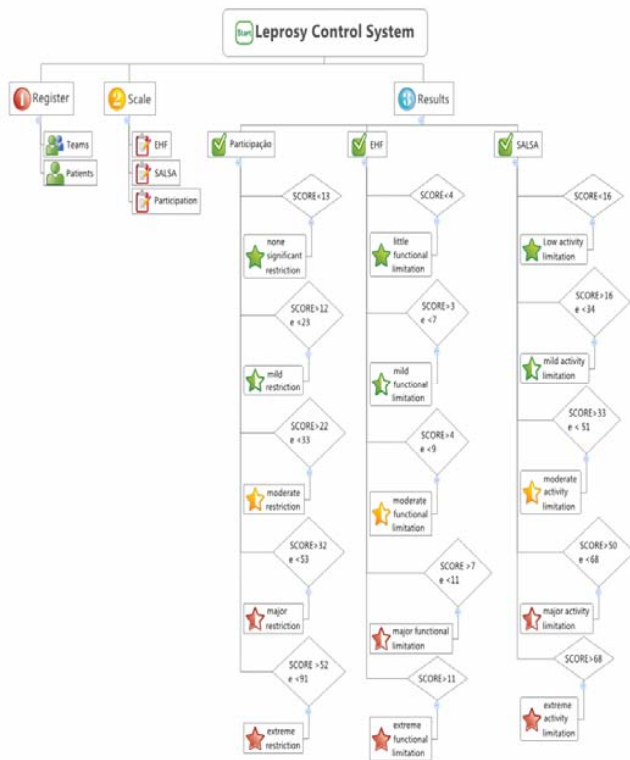 Start Leprosy Control System
1 Register
2 Scale
3 Results
Teams
Patients
EHF
SALSA
Participation
Participação
SCORE<13
none
significant
restriction
SCORE>12
e <23
mild
restriction
SCORE>22
e <33
moderate
restriction
SCORE>32
e <53
major
restriction
SCORE >52
e <91
extreme
restriction
EHF
SCORE<4
little
functional
limitation
SCORE>3
e <7
mild
functional
limitation
SCORE>4
e <9
moderate
functional
limitation
SCORE >7
e <11
major functional
limitation
SCORE>11
extreme
functional
limitation
SALSA
SCORE<16
Low activity
limitation
SCORE>16
e <34
mild activity
limitation
SCORE>33
e < 51
moderate
activity
limitation
SCORE>50
e <68
major activity
limitation
SCORE>68
extreme
activity
limitation